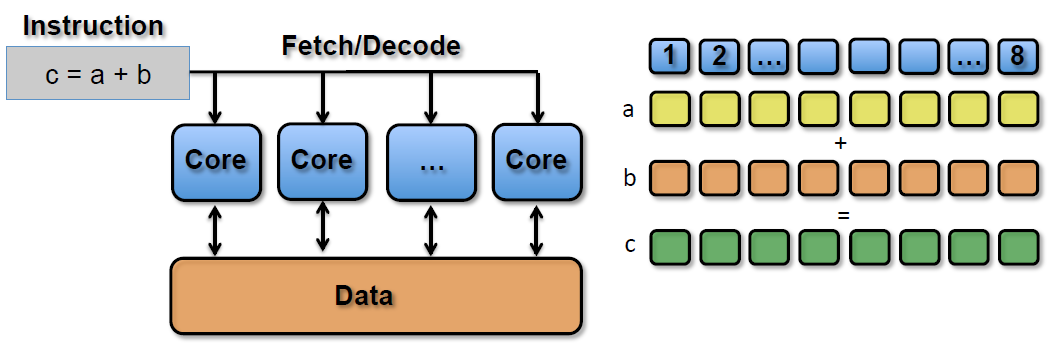 Instruction
c = a + b
Fetch/Decode
Core
Core
...
Core
Data
1 2 ... ... 8
a
+
b
=
c